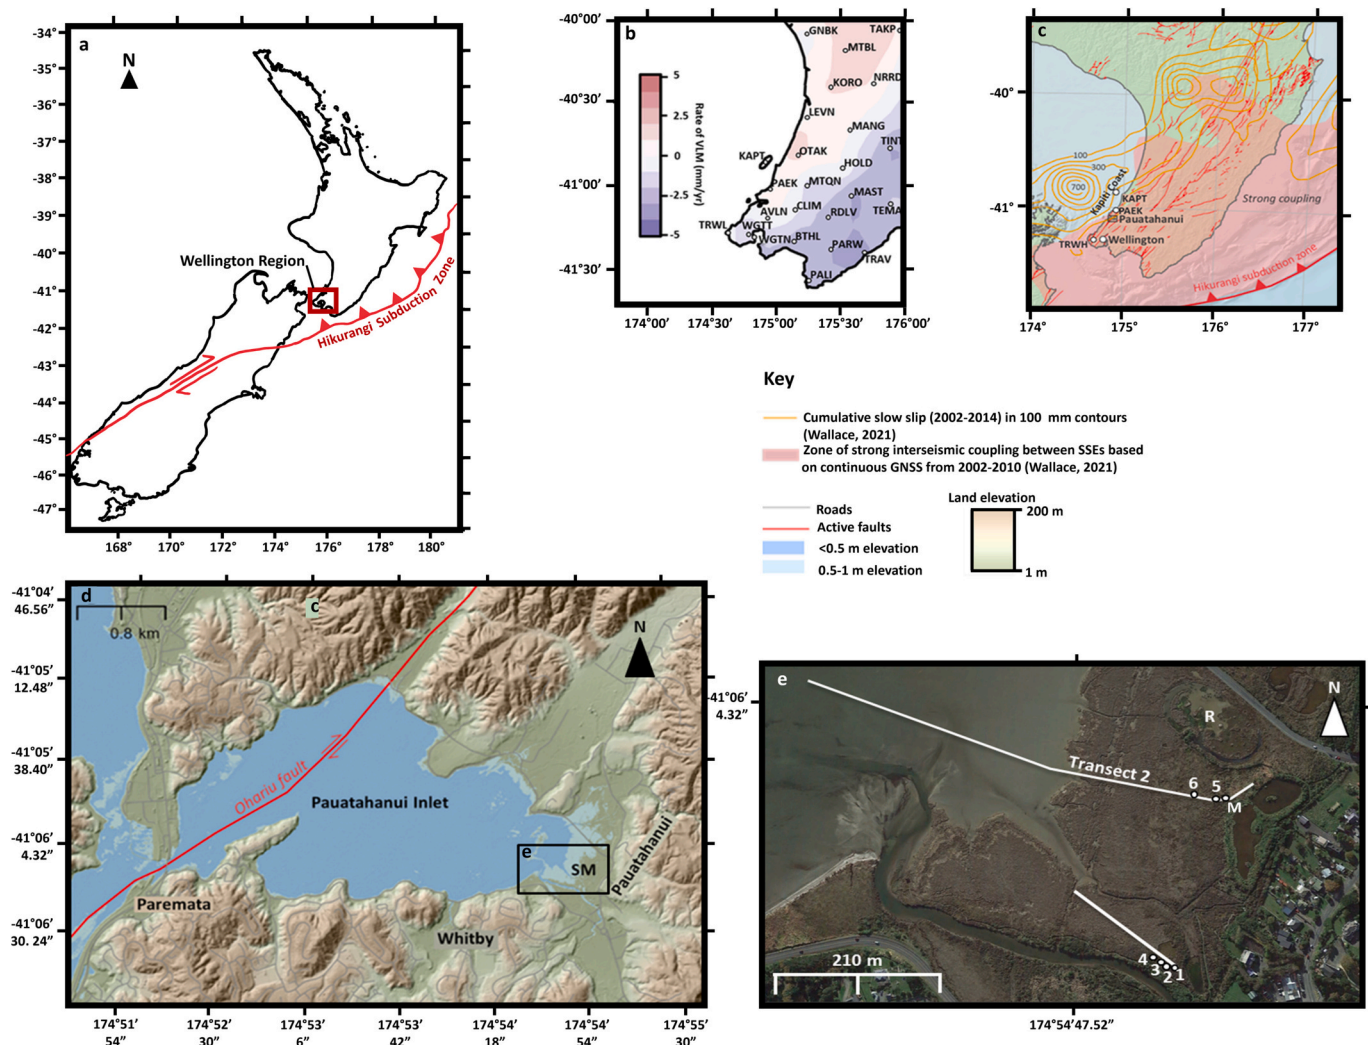 a
N
-34°
-35°
-36°
-37°
-38°
-39°
-40°
-41°
-42°
-43°
-44°
-45°
-46°
-47°
Wellington Region
Hikurangi Subduction Zone
168°
170°
172°
174°
176°
178°
180°
b
-40°00′
-40°30′
-41°00′
-41°30′
5
2.5
0
-2.5
-5
Rate of VLM (mm/yr)
GNBK
TAKP
MTBL
KORO
NRRD
LEVN
MANG
TINT
OTAK
KAPT
HOLD
PAEK
MTQN
MAST
CLIM
AVLN
RDLV
TEMA
TRWL
WGTT
WGTN
BTHL
PARW
TRAV
PALI
174°00′
174°30′
175°00′
175°30′
176°00′
c
-40°
-41°
100
300
700
Kapiti Coast
KAPT
PAEK
Pauatahanui
TRWH
Wellington
Strong coupling
Hikurangi subduction zone
174°
175°
176°
177°
Key
Cumulative slow slip (2002-2014) in 100 mm contours
(Wallace, 2021)
Zone of strong interseismic coupling between SSEs based
on continuous GNSS from 2002-2010 (Wallace, 2021)
Roads
Active faults
<0.5 m elevation
0.5-1 m elevation
Land elevation
200 m
1 m
d
c
0.8 km
N
-41°04′
46.56″
-41°05′
12.48″
-41°05′
38.40″
-41°06′
4.32″
-41°06′
30. 24″
Ohariu fault
Pauatahanui Inlet
e
SM
Pauatahanui
Paremata
Whitby
174°51′
54″
174°52′
30″
174°53′
6″
174°53′
42″
174°54′
18″
174°54′
54″
174°55′
30″
e
N
-41°06′
4.32″
R
Transect 2
6
5
M
4
3
2
1
210 m
174°54′47.52″